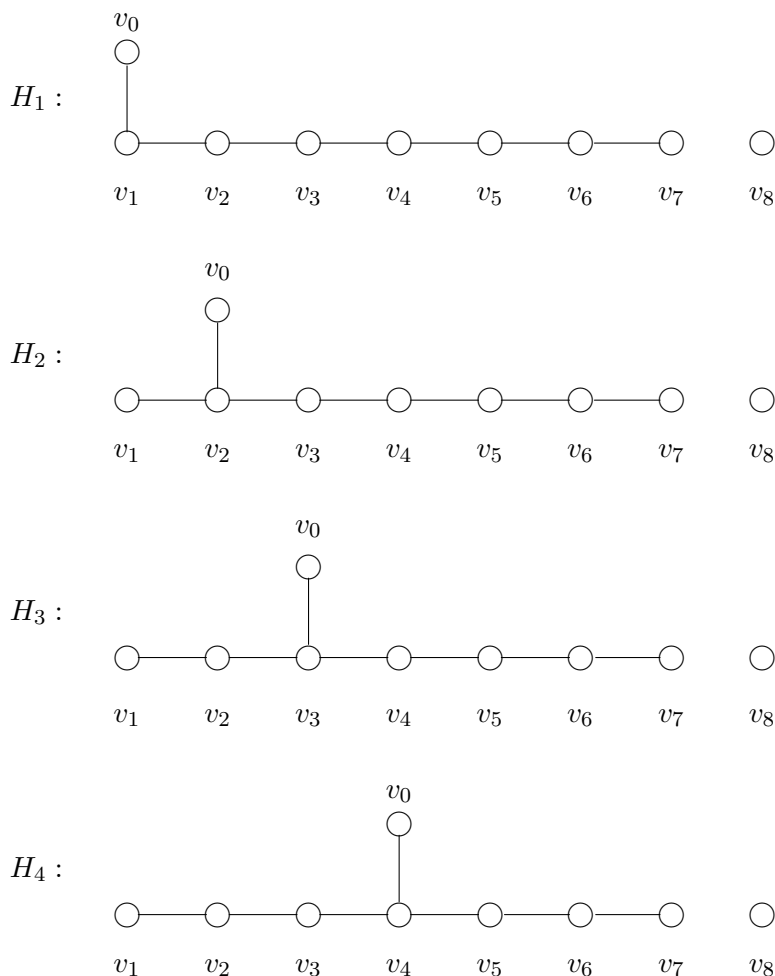 v₀
H₁ :
v₁ v₂ v₃ v₄ v₅ v₆ v₇ v₈
v₀
H₂ :
v₁ v₂ v₃ v₄ v₅ v₆ v₇ v₈
v₀
H₃ :
v₁ v₂ v₃ v₄ v₅ v₆ v₇ v₈
v₀
H₄ :
v₁ v₂ v₃ v₄ v₅ v₆ v₇ v₈